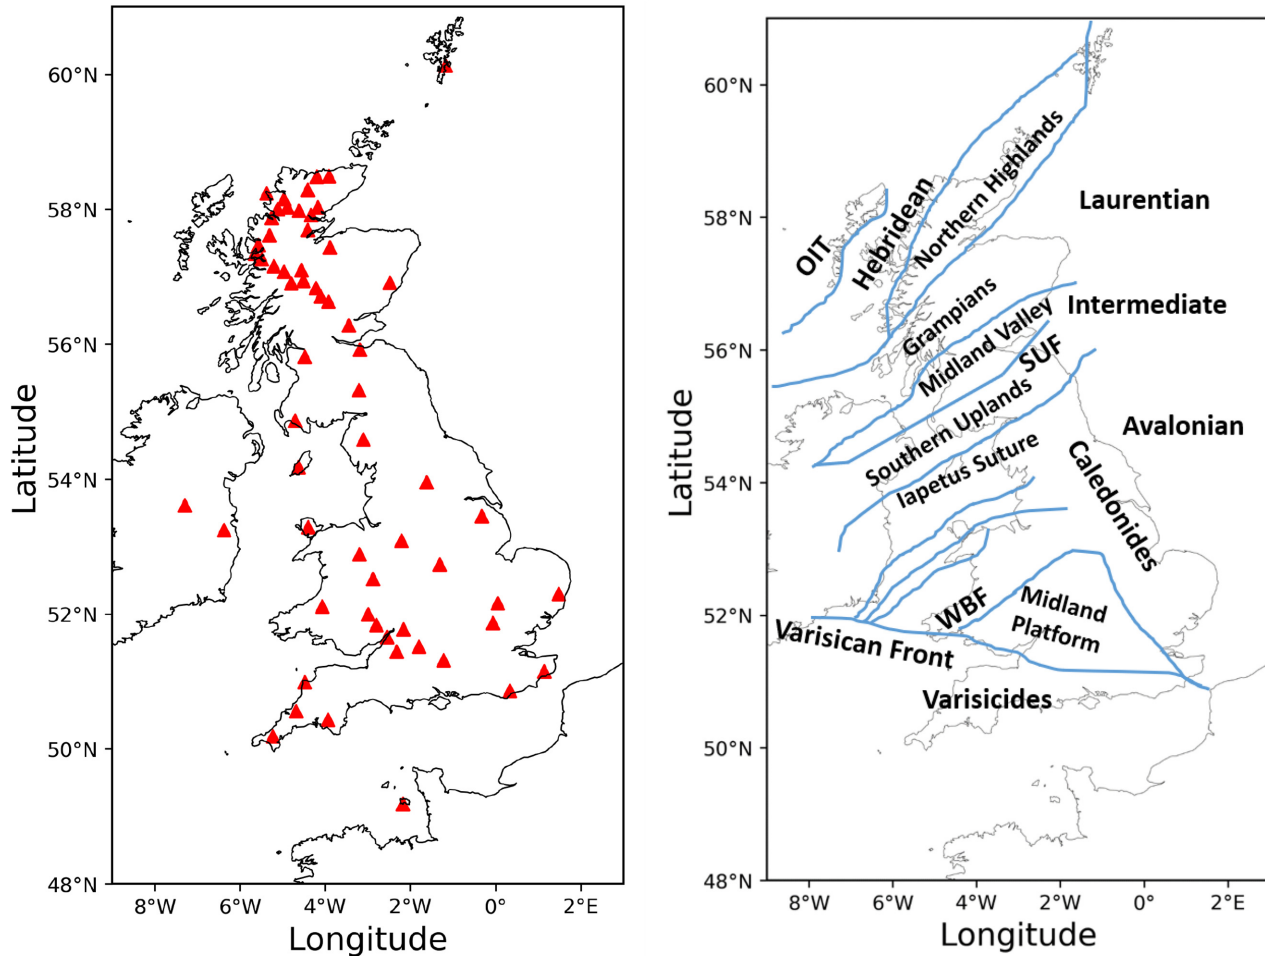 60°N
58°N
56°N
54°N
52°N
50°N
48°N
Latitude
8°W 6°W 4°W 2°W 0° 2°E
Longitude
60°N
58°N
56°N
54°N
52°N
50°N
48°N
Latitude
8°W 6°W 4°W 2°W 0° 2°E
Longitude
OIT
Hebridean
Northern Highlands
Laurentian
Grampians
Intermediate
Midland Valley
SUF
Southern Uplands
Avalonian
Iapetus Suture
Caledonides
WBF
Midland
Platform
Varisican Front
Varisicides